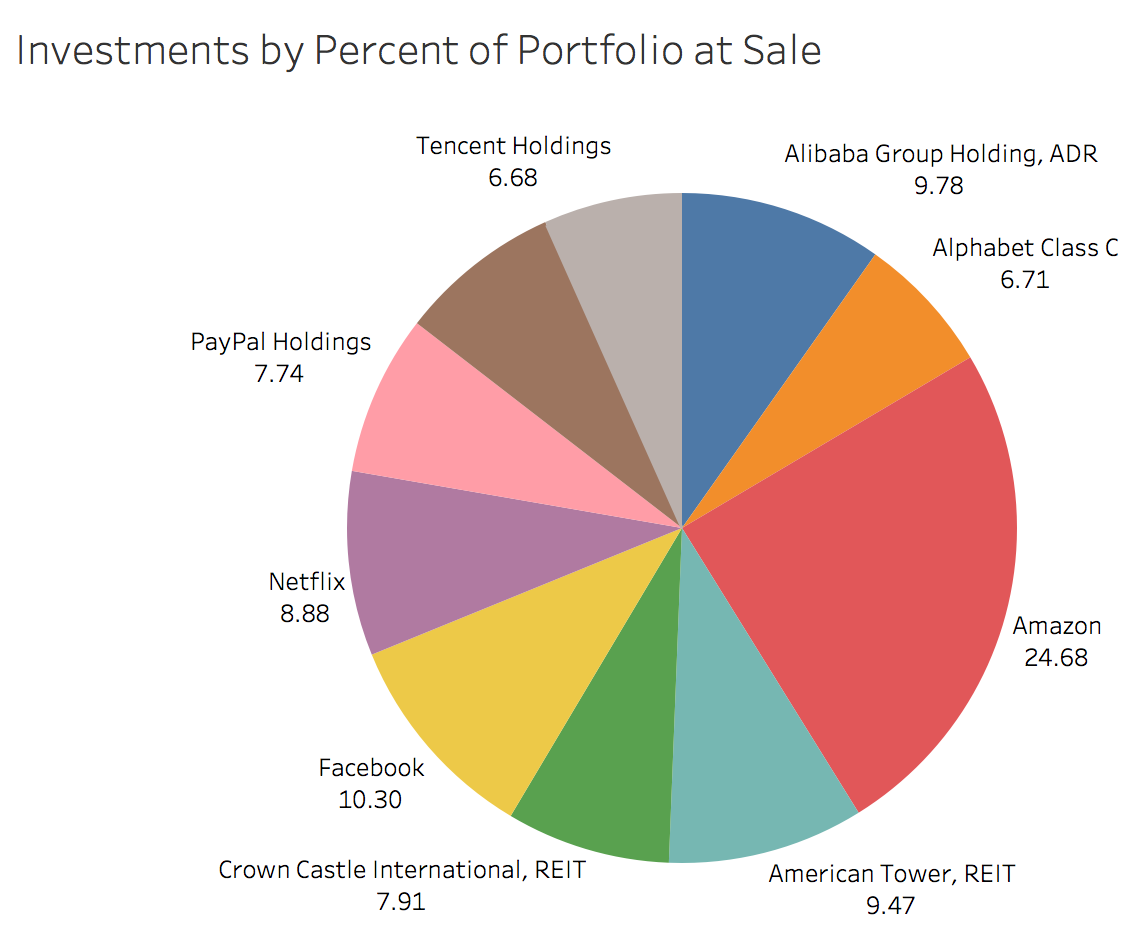 Investments by Percent of Portfolio at Sale
Tencent Holdings
6.68
Alibaba Group Holding, ADR
9.78
Alphabet Class C
6.71
PayPal Holdings
7.74
Netflix
8.88
Amazon
24.68
Facebook
10.30
Crown Castle International, REIT
7.91
American Tower, REIT
9.47